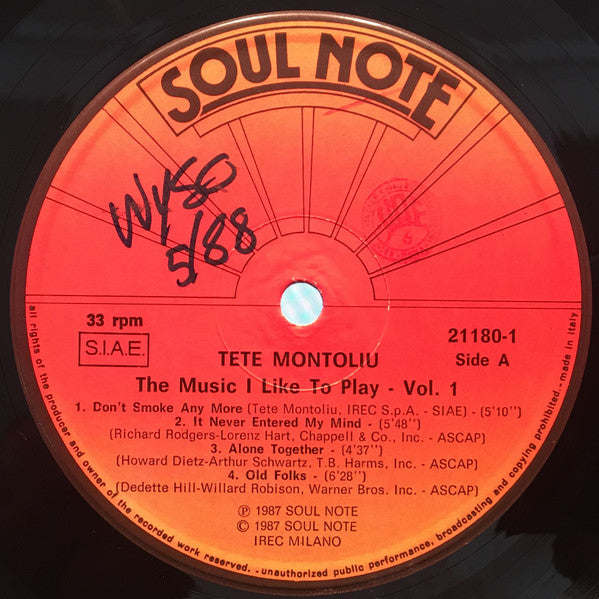 SOUL NOTE
WYSO
5/88
33 rpm
S.I.A.E.
21180-1
Side A
TETE MONTOLIU
The Music I Like To Play - Vol. 1
1. Don't Smoke Any More (Tete Montoliu, IREC S.p.A. - SIAE) - (5'10'')
2. It Never Entered My Mind - (5'48'')
(Richard Rodgers-Lorenz Hart, Chappell & Co., Inc. - ASCAP)
3. Alone Together - (4'37'')
(Howard Dietz-Arthur Schwartz, T.B. Harms, Inc. - ASCAP)
4. Old Folks - (6'28'')
(Dedette Hill-Willard Robison, Warner Bros. Inc. - ASCAP)
℗ 1987 SOUL NOTE
© 1987 SOUL NOTE
IREC MILANO
all rights of the producer and owner of the recorded work reserved. - unauthorized public performance, broadcasting and copying prohibited. made in italy